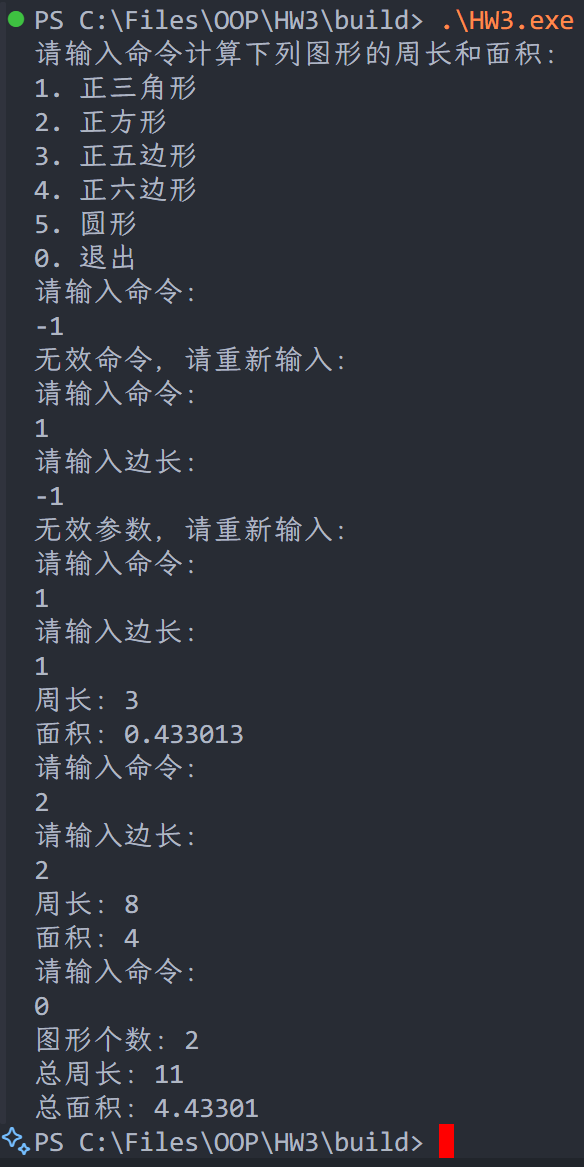 PS C:\Files\OOP\HW3\build> .\HW3.exe
请输入命令计算下列图形的周长和面积：
1. 正三角形
2. 正方形
3. 正五边形
4. 正六边形
5. 圆形
0. 退出
请输入命令：
-1
无效命令，请重新输入：
请输入命令：
1
请输入边长：
-1
无效参数，请重新输入：
请输入命令：
1
请输入边长：
1
周长：3
面积：0.433013
请输入命令：
2
请输入边长：
2
周长：8
面积：4
请输入命令：
0
图形个数：2
总周长：11
总面积：4.43301
PS C:\Files\OOP\HW3\build>